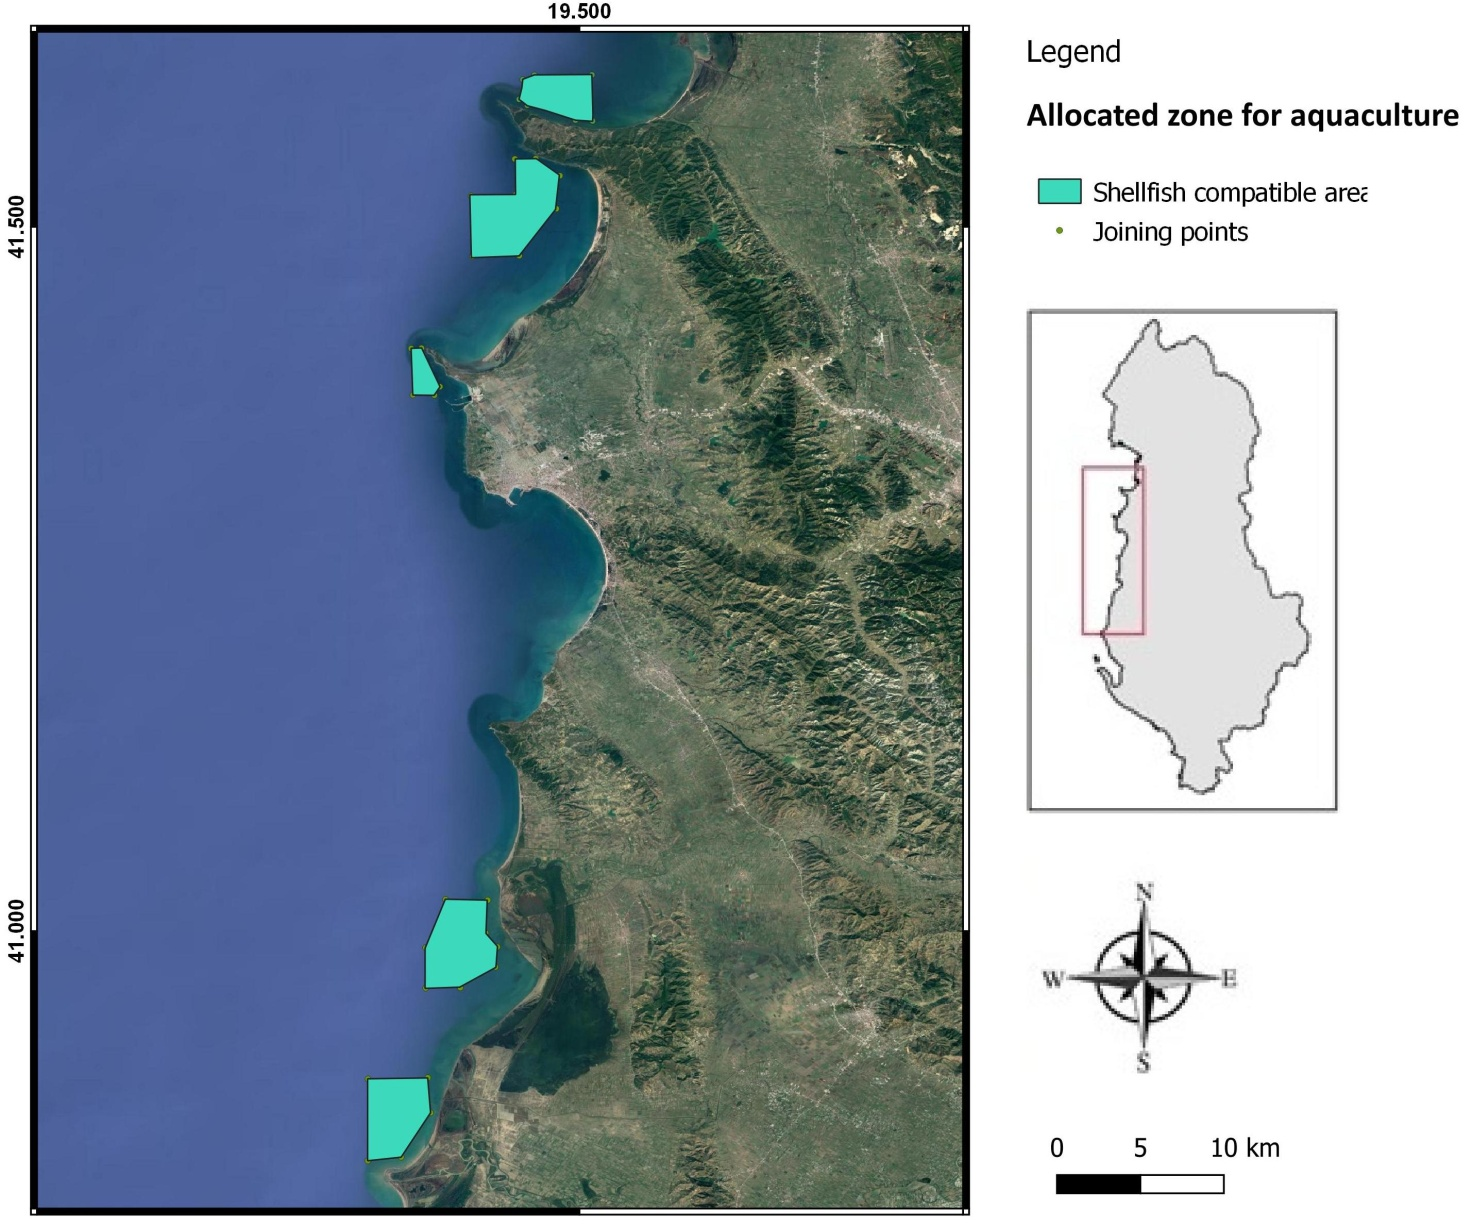 19.500
41.500
41.000
Legend
Allocated zone for aquaculture
Shellfish compatible area
Joining points
N
W E
S
0 5 10 km